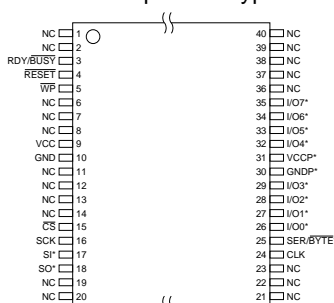 NC 1 40 NC
NC 2 39 NC
RDY/BUSY 3 38 NC
RESET 4 37 NC
WP 5 36 NC
NC 6 35 I/O7*
NC 7 34 I/O6*
NC 8 33 I/O5*
VCC 9 32 I/O4*
GND 10 31 VCCP*
NC 11 30 GNDP*
NC 12 29 I/O3*
NC 13 28 I/O2*
NC 14 27 I/O1*
CS 15 26 I/O0*
SCK 16 25 SER/BYTE
SI* 17 24 CLK
SO* 18 23 NC
NC 19 22 NC
NC 20 21 NC